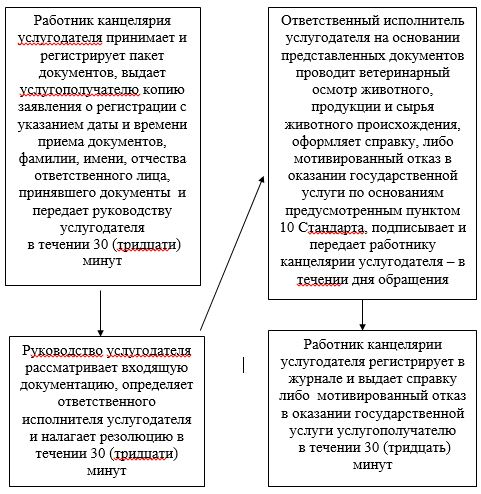 Работник канцелярия
услугодателя принимает и
регистрирует пакет
документов, выдает
услугополучателю копию
заявления о регистрации с
указанием даты и времени
приема документов,
фамилии, имени, отчества
ответственного лица,
принявшего документы и
передает руководству
услугодателя
в течении 30 (тридцати)
минут
Руководство услугодателя
рассматривает входящую
документацию, определяет
ответственного
исполнителя услугодателя
и налагает резолюцию в
течении 30 (тридцати)
минут
Ответственный исполнитель
услугодателя на основании
представленных документов
проводит ветеринарный
осмотр животного,
продукции и сырья
животного происхождения,
оформляет справку, либо
мотивированный отказ в
оказании государственной
услуги по основаниям
предусмотренным пунктом
10 Стандарта, подписывает и
передает работнику
канцелярии услугодателя – в
течении дня обращения
Работник канцелярии
услугодателя регистрирует в
журнале и выдает справку
либо мотивированный отказ
в оказании государственной
услуги услугополучателю
в течении 30 (тридцать)
минут